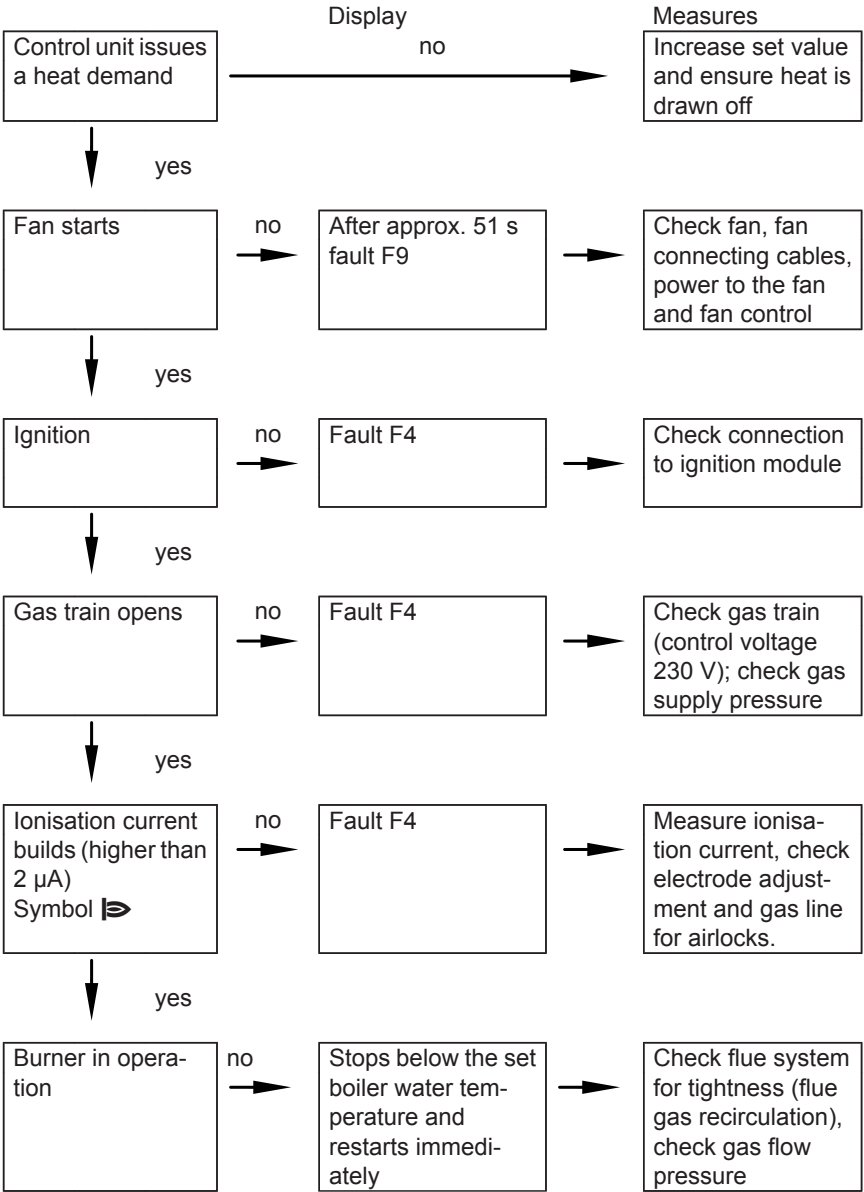 Display
Measures
Control unit issues
a heat demand
no
Increase set value
and ensure heat is
drawn off
yes
Fan starts
no
After approx. 51 s
fault F9
Check fan, fan
connecting cables,
power to the fan
and fan control
yes
Ignition
no
Fault F4
Check connection
to ignition module
yes
Gas train opens
no
Fault F4
Check gas train
(control voltage
230 V); check gas
supply pressure
yes
Ionisation current
builds (higher than
2 µA)
Symbol
no
Fault F4
Measure ionisa-
tion current, check
electrode adjust-
ment and gas line
for airlocks.
yes
Burner in opera-
tion
no
Stops below the set
boiler water tem-
perature and
restarts immedi-
ately
Check flue system
for tightness (flue
gas recirculation),
check gas flow
pressure